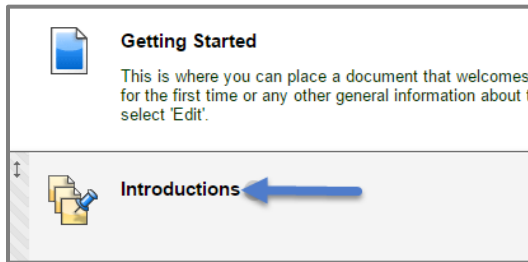 Getting Started
This is where you can place a document that welcomes
for the first time or any other general information about
select 'Edit'.
Introductions